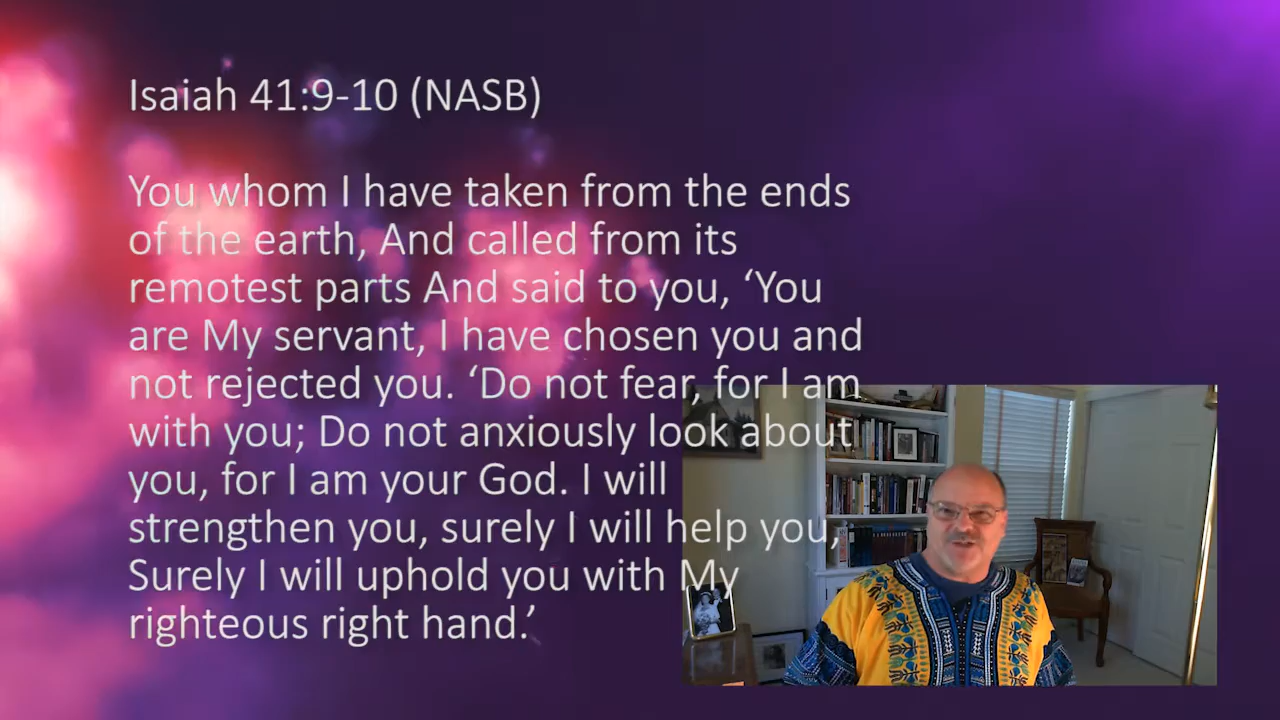 Isaiah 41:9-10 (NASB)
You whom I have taken from the ends
of the earth, And called from its
remotest parts And said to you, ‘You
are My servant, I have chosen you and
not rejected you. ‘Do not fear, for I am
with you; Do not anxiously look about
you, for I am your God. I will
strengthen you, surely I will help you,
Surely I will uphold you with My
righteous right hand.’